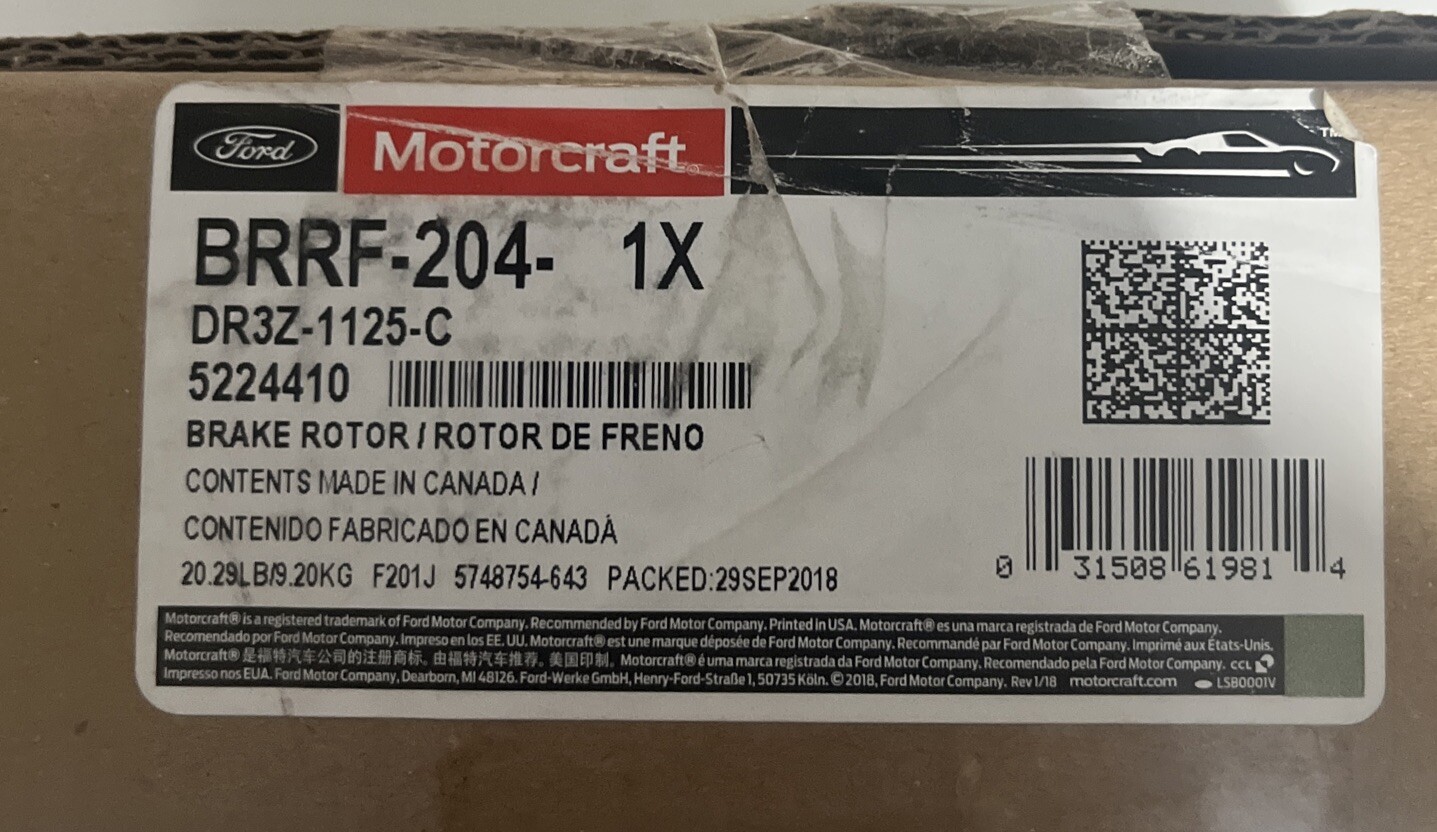 Ford Motorcraft® TM
BRRF-204- 1X
DR3Z-1125-C
5224410
BRAKE ROTOR / ROTOR DE FRENO
CONTENTS MADE IN CANADA /
CONTENIDO FABRICADO EN CANADÁ
20.29LB/9.20KG F201J 5748754-643 PACKED:29SEP2018
0 31508 61981 4
Motorcraft® is a registered trademark of Ford Motor Company. Recommended by Ford Motor Company. Printed in USA. Motorcraft® es una marca registrada de Ford Motor Company.
Recomendado por Ford Motor Company. Impreso en los EE. UU. Motorcraft® est une marque déposée de Ford Motor Company. Recommandé par Ford Motor Company. Imprimé aux États-Unis.
Motorcraft® 是福特汽车公司的注册商标。由福特汽车推荐。美国印制。Motorcraft® é uma marca registrada da Ford Motor Company. Recomendado pela Ford Motor Company. CCL
Impresso nos EUA. Ford Motor Company, Dearborn, MI 48126. Ford-Werke GmbH, Henry-Ford-Straße 1, 50735 Köln. © 2018, Ford Motor Company. Rev 1/18 motorcraft.com LSB0001V